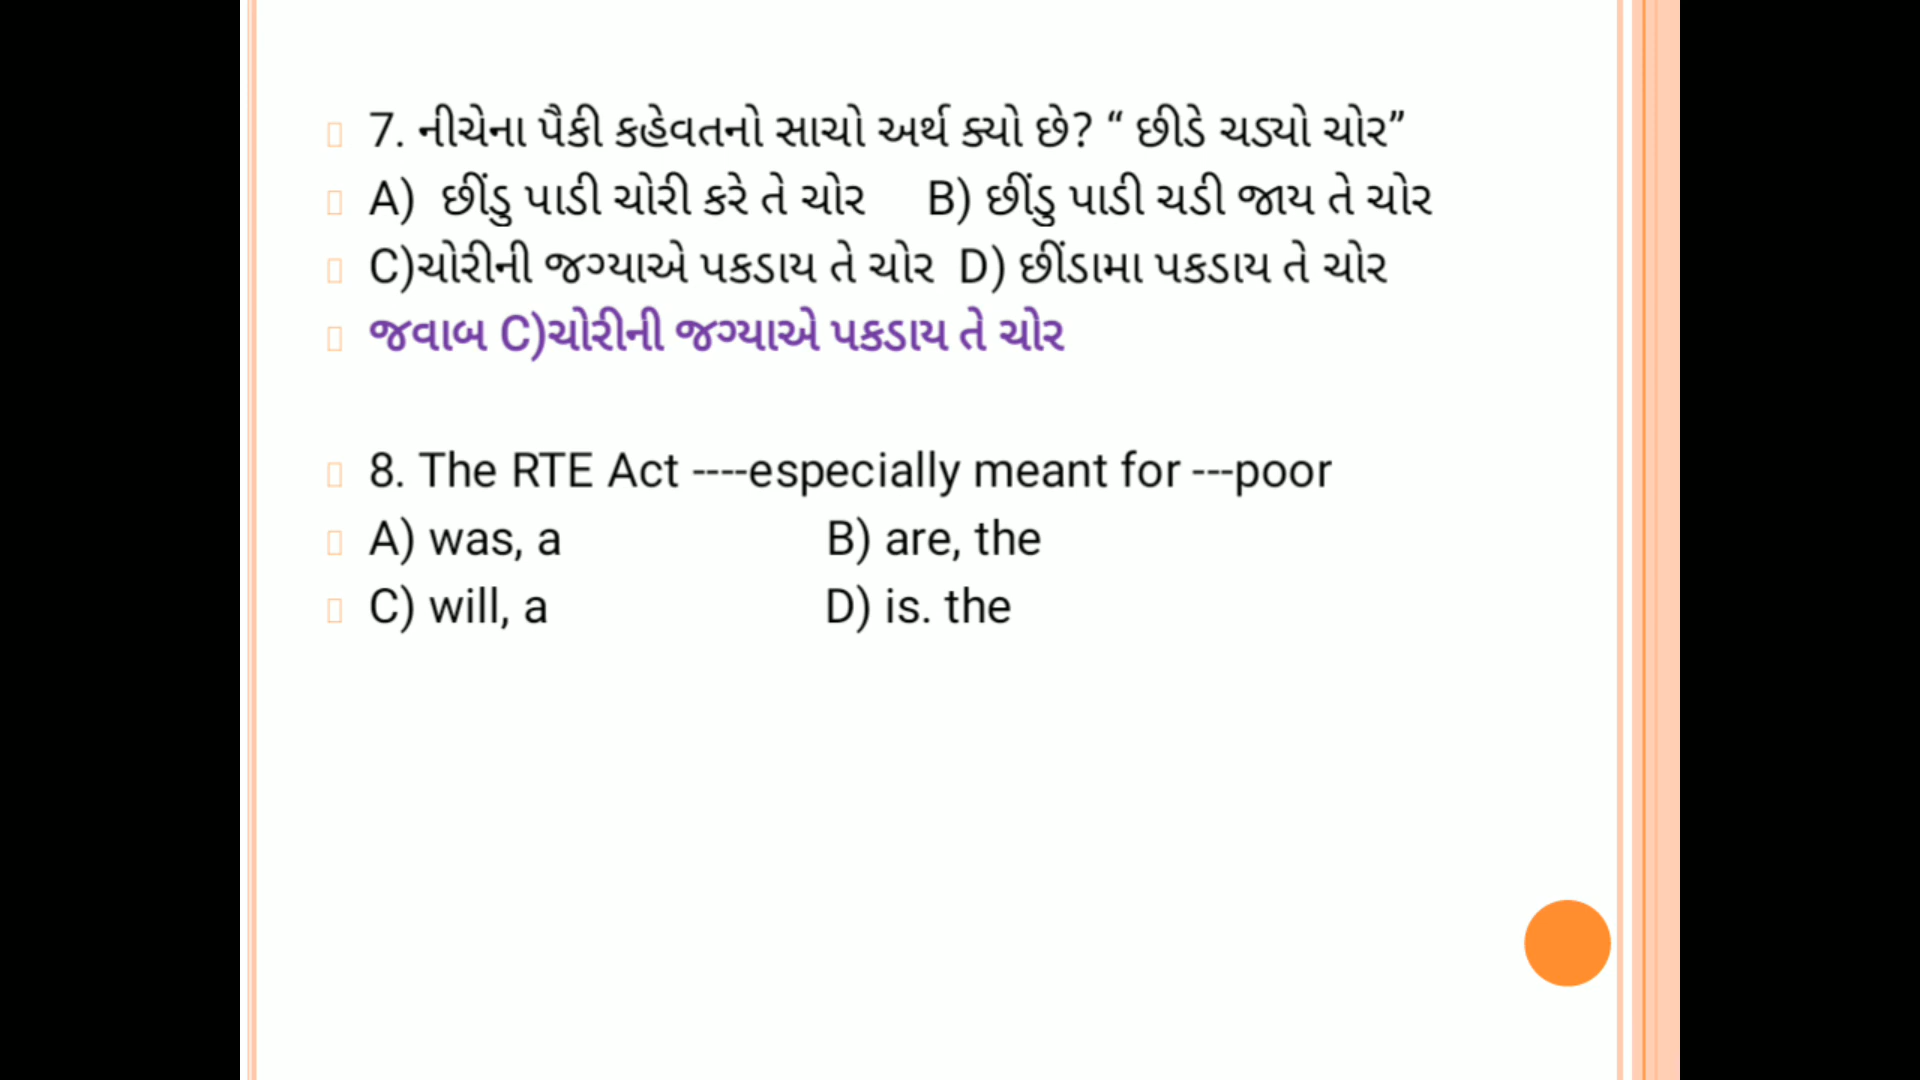 7. નીચેના પૈકી કહેવતનો સાચો અર્થ ક્યો છે? “ છીડે ચડ્યો ચોર”
A) છીંડુ પાડી ચોરી કરે તે ચોર B) છીંડુ પાડી ચડી જાય તે ચોર
C)ચોરીની જગ્યાએ પકડાય તે ચોર D) છીંડામા પકડાય તે ચોર
જવાબ C)ચોરીની જગ્યાએ પકડાય તે ચોર
8. The RTE Act ----especially meant for ---poor
A) was, a B) are, the
C) will, a D) is. the